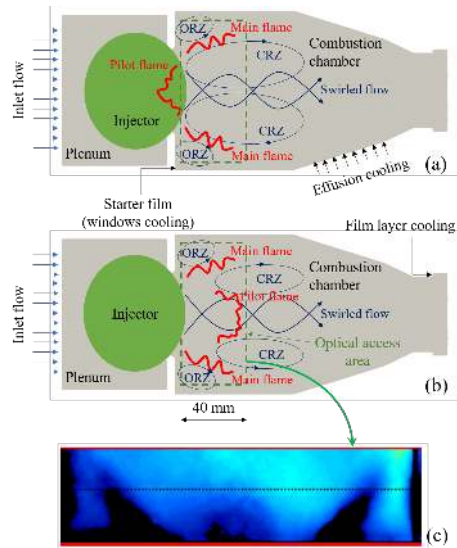 ORZ
Main flame
CRZ
Combustion
chamber
Pilot flame
Inlet flow
Swirled flow
Injector
CRZ
Plenum
ORZ
Main flame
Effusion cooling
(a)
Starter film
(windows cooling)
Film layer cooling
ORZ
Main flame
CRZ
Combustion
chamber
Pilot flame
Inlet flow
Injector
Swirled flow
Optical access
area
CRZ
Plenum
ORZ
Main flame
(b)
40 mm
(c)